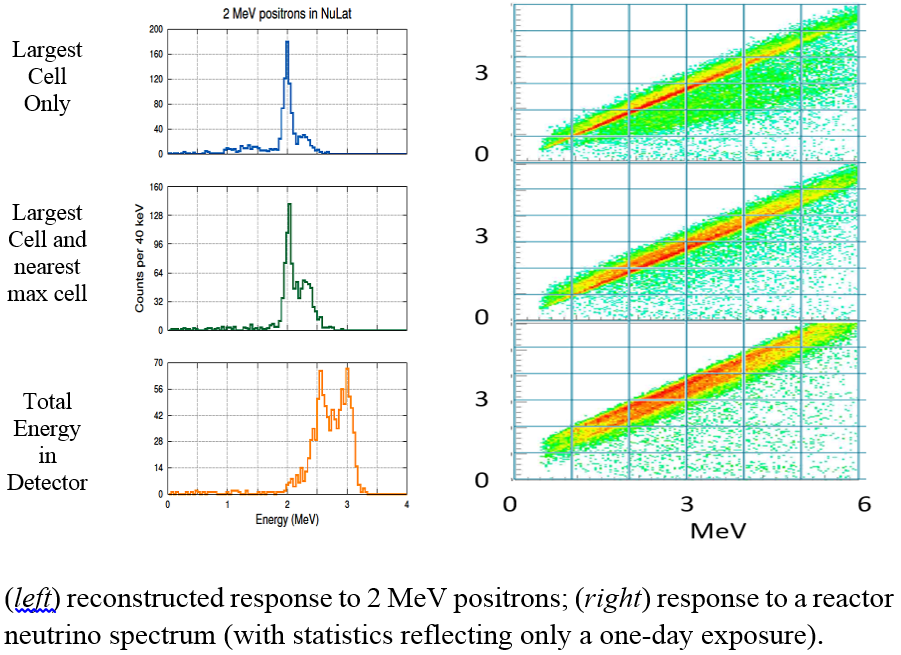 2 MeV positrons in NuLat
Largest
Cell
Only
200
160
120
80
40
0
3
0
Largest
Cell and
nearest
max cell
Counts per 40 keV
160
128
96
64
32
0
3
0
Total
Energy
in
Detector
70
56
42
28
14
0
0 1 2 3 4
Energy (MeV)
3
0
0 3 6
MeV
(left) reconstructed response to 2 MeV positrons; (right) response to a reactor
neutrino spectrum (with statistics reflecting only a one-day exposure).